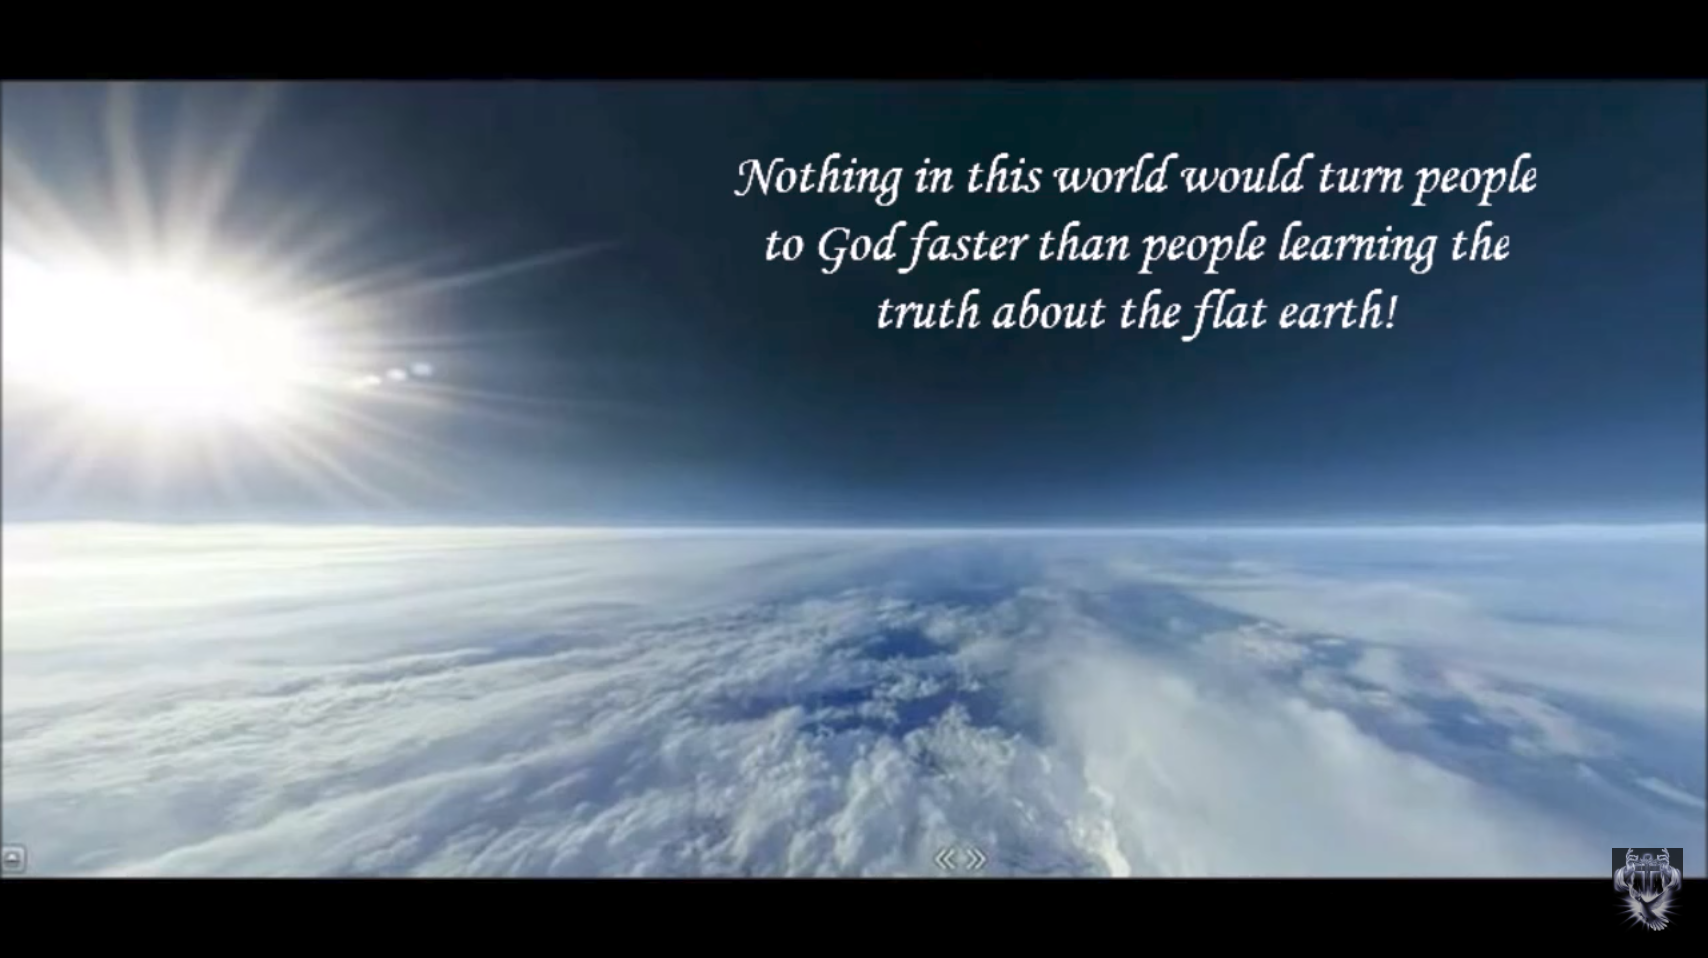 Nothing in this world would turn people
to God faster than people learning the
truth about the flat earth!